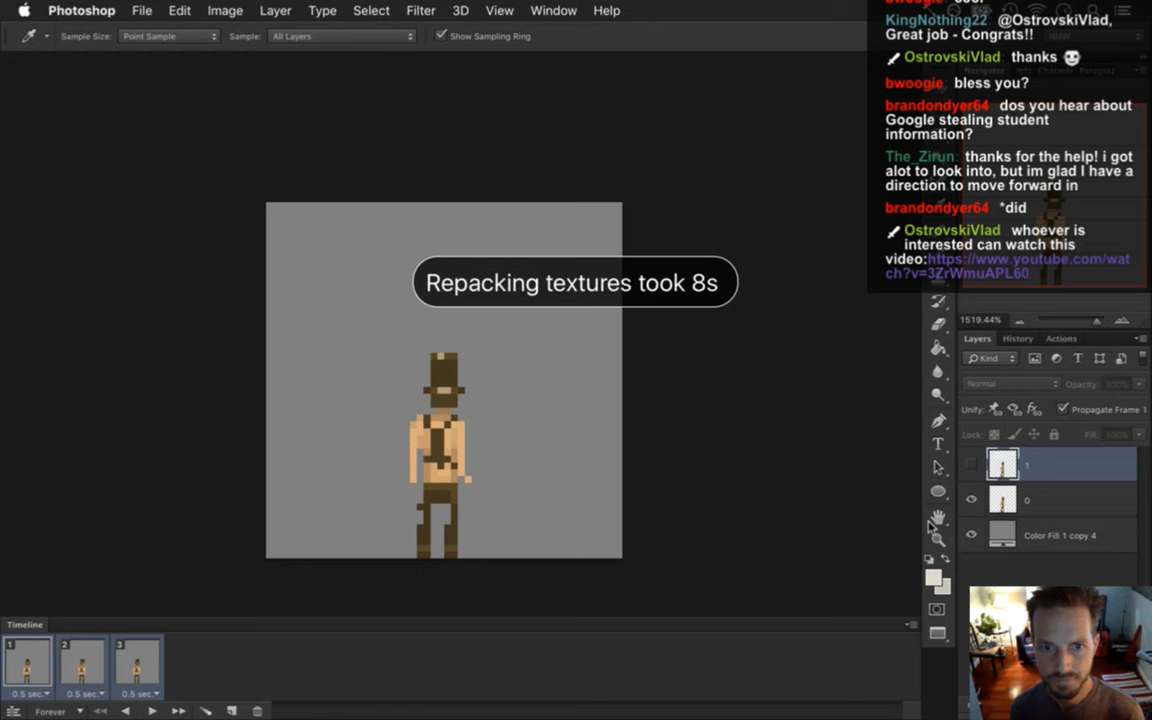 Photoshop File Edit Image Layer Type Select Filter 3D View Window Help
Sample Size: Point Sample Sample: All Layers Show Sampling Ring
KingNothing22 @OstrovskiVlad,
Great job - Congrats!!
OstrovskiVlad thanks
bwoogie bless you?
brandondyer64 dos you hear about
Google stealing student
information?
The_Zirun: thanks for the help! i got
alot to look into, but im glad I have a
direction to move forward in
brandondyer64 *did
OstrovskiVlad whoever is
interested can watch this
video:https://www.youtube.com/wat
ch?v=3ZrWmuAPL60
Repacking textures took 8s
1519.44%
Layers History Actions
Kind
Normal Opacity: 100%
Unify: Propagate Frame 1
Lock: Fill: 100%
1
0
Color Fill 1 copy 4
Timeline
1 2 3
0.5 sec. 0.5 sec. 0.5 sec.
Forever